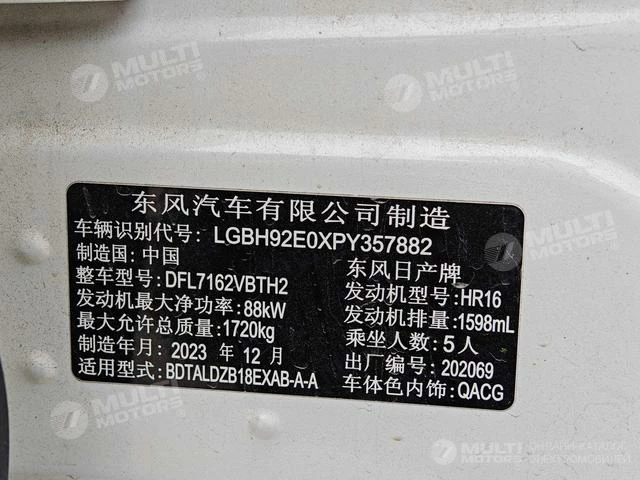 MULTI
MOTORS
MULTI
MOTORS
东风汽车有限公司制造
车辆识别代号: LGBH92E0XPY357882
制造国: 中国
东风日产牌
整车型号: DFL7162VBTH2
发动机型号: HR16
发动机最大净功率: 88kW
发动机排量: 1598mL
最大允许总质量: 1720kg
乘坐人数: 5人
制造年月: 2023 年 12 月
出厂编号: 202069
适用型式: BDTALDZB18EXAB-A-A
车体色内饰: QACG
MULTI
MOTORS
MULTI
MOTORS
ОНЛАЙН-КАТАЛОГ
ЭЛЕКТРОМОБИЛЕЙ